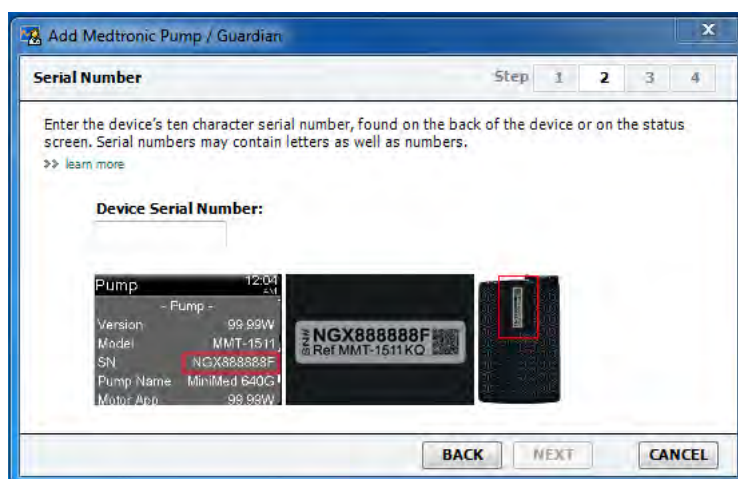 Add Medtronic Pump / Guardian
X
Serial Number
Step 1 2 3 4
Enter the device's ten character serial number, found on the back of the device or on the status
screen. Serial numbers may contain letters as well as numbers.
>> learn more
Device Serial Number:
Pump 12:04 AM
- Pump -
Version 99.99W
Model MMT-1511
SN NGX888888F
Pump Name MiniMed 640G
Motor App 99.99W
SN# NGX888888F
Ref MMT-1511KQ
BACK NEXT CANCEL